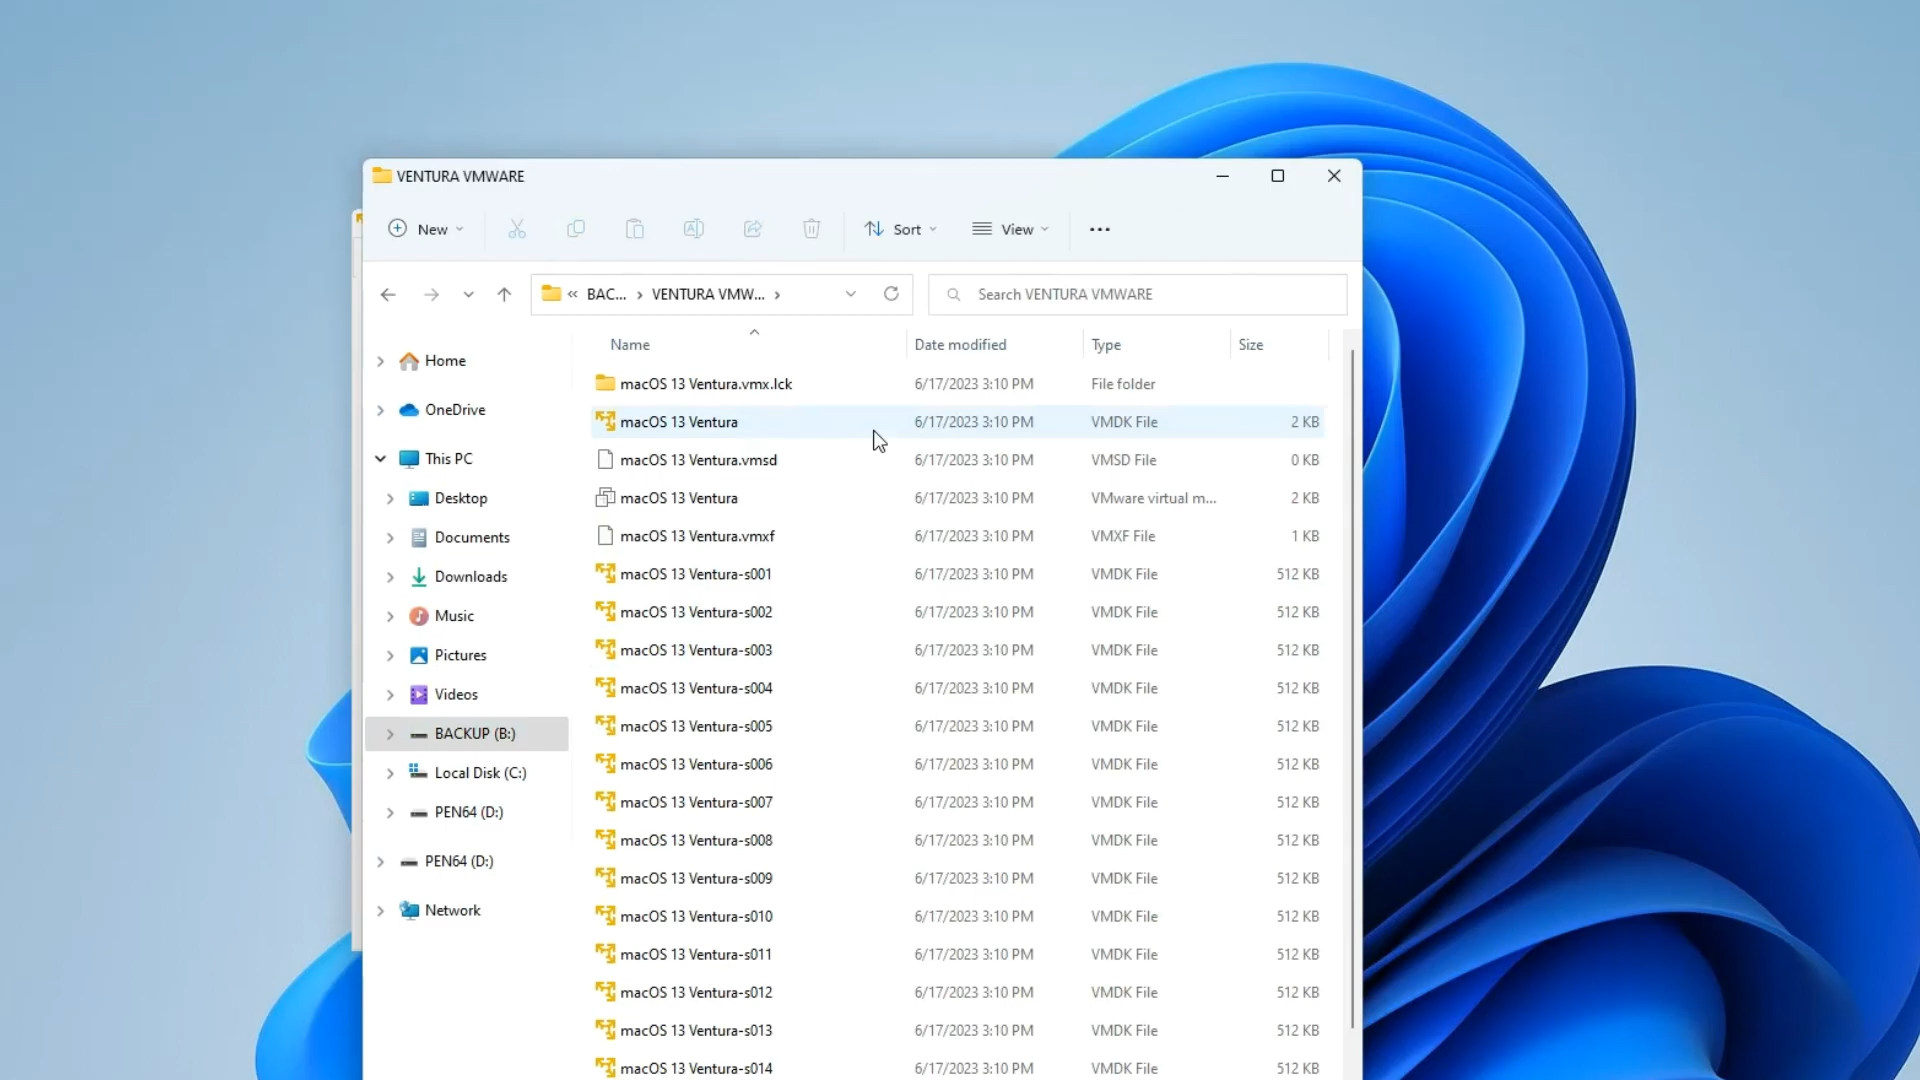 VENTURA VMWARE
New
Sort
View
BAC... › VENTURA VMW... ›
Search VENTURA VMWARE
Home
OneDrive
This PC
Desktop
Documents
Downloads
Music
Pictures
Videos
BACKUP (B:)
Local Disk (C:)
PEN64 (D:)
PEN64 (D:)
Network
Name Date modified Type Size
macOS 13 Ventura.vmx.lck 6/17/2023 3:10 PM File folder
macOS 13 Ventura 6/17/2023 3:10 PM VMDK File 2 KB
macOS 13 Ventura.vmsd 6/17/2023 3:10 PM VMSD File 0 KB
macOS 13 Ventura 6/17/2023 3:10 PM VMware virtual m... 2 KB
macOS 13 Ventura.vmxf 6/17/2023 3:10 PM VMXF File 1 KB
macOS 13 Ventura-s001 6/17/2023 3:10 PM VMDK File 512 KB
macOS 13 Ventura-s002 6/17/2023 3:10 PM VMDK File 512 KB
macOS 13 Ventura-s003 6/17/2023 3:10 PM VMDK File 512 KB
macOS 13 Ventura-s004 6/17/2023 3:10 PM VMDK File 512 KB
macOS 13 Ventura-s005 6/17/2023 3:10 PM VMDK File 512 KB
macOS 13 Ventura-s006 6/17/2023 3:10 PM VMDK File 512 KB
macOS 13 Ventura-s007 6/17/2023 3:10 PM VMDK File 512 KB
macOS 13 Ventura-s008 6/17/2023 3:10 PM VMDK File 512 KB
macOS 13 Ventura-s009 6/17/2023 3:10 PM VMDK File 512 KB
macOS 13 Ventura-s010 6/17/2023 3:10 PM VMDK File 512 KB
macOS 13 Ventura-s011 6/17/2023 3:10 PM VMDK File 512 KB
macOS 13 Ventura-s012 6/17/2023 3:10 PM VMDK File 512 KB
macOS 13 Ventura-s013 6/17/2023 3:10 PM VMDK File 512 KB
macOS 13 Ventura-s014 6/17/2023 3:10 PM VMDK File 512 KB